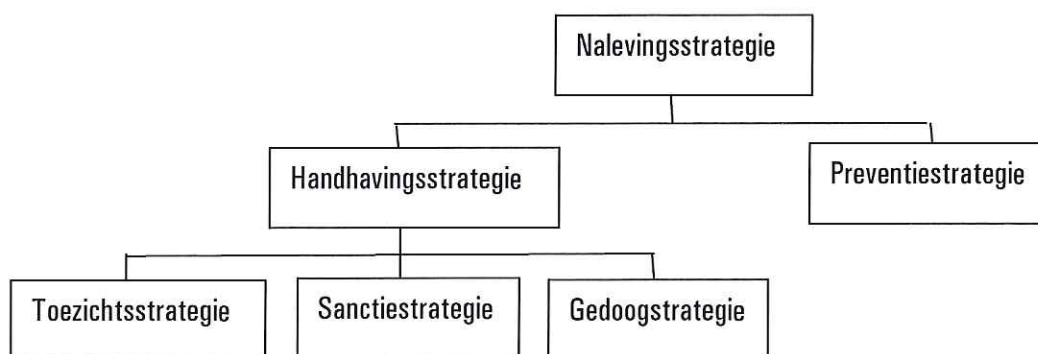 Nalevingsstrategie
Handhavingsstrategie
Preventiestrategie
Toezichtsstrategie
Sanctiestrategie
Gedoogstrategie